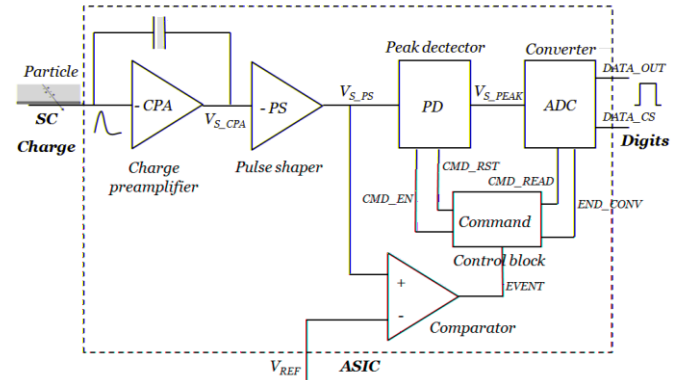 Peak dectector
Converter
Particle
DATA_OUT
V_S_PS
V_S_PEAK
- CPA
- PS
PD
ADC
SC
V_S_CPA
DATA_CS
Charge
Digits
Charge
preamplifier
Pulse shaper
CMD_RST
CMD_READ
CMD_EN
END_CONV
Command
Control block
EVENT
+
-
Comparator
V_REF
ASIC